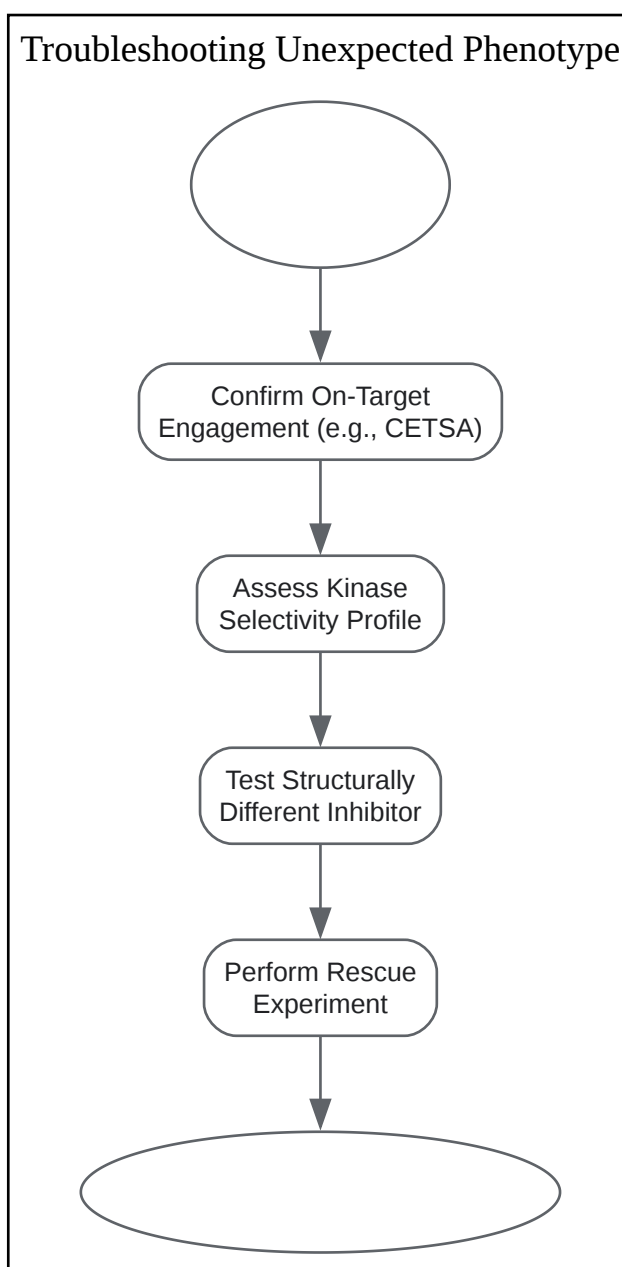 Troubleshooting Unexpected Phenotype
Confirm On-Target
Engagement (e.g., CETSA)
Assess Kinase
Selectivity Profile
Test Structurally
Different Inhibitor
Perform Rescue
Experiment